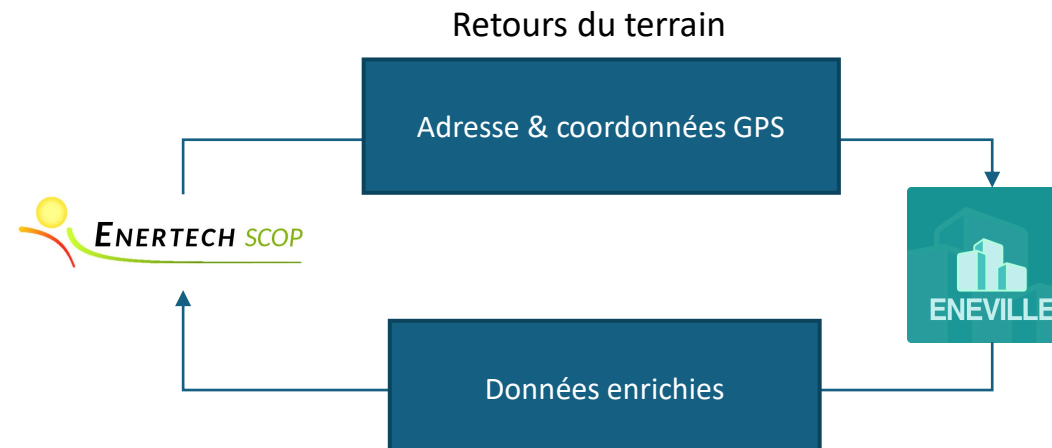 Retours du terrain
Adresse & coordonnées GPS
ENERTECH SCOP
ENEVILLE
Données enrichies